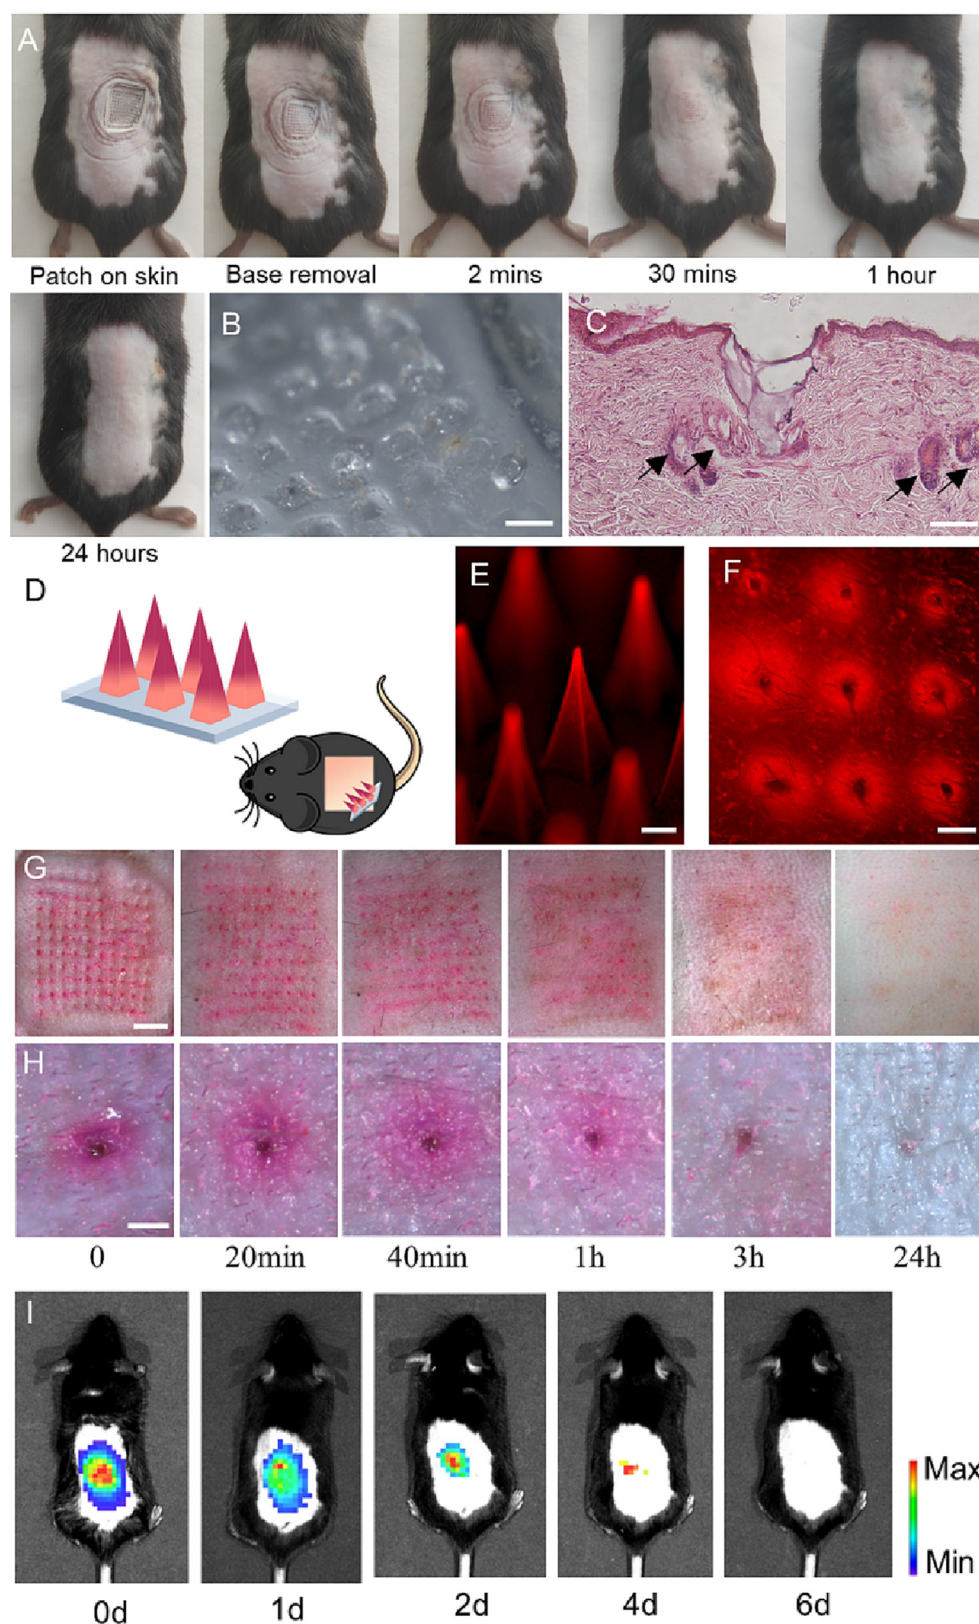 A
Patch on skin
Base removal
2 mins
30 mins
1 hour
24 hours
B
C
D
E
F
G
H
0
20min
40min
1h
3h
24h
I
0d
1d
2d
4d
6d
Max
Min